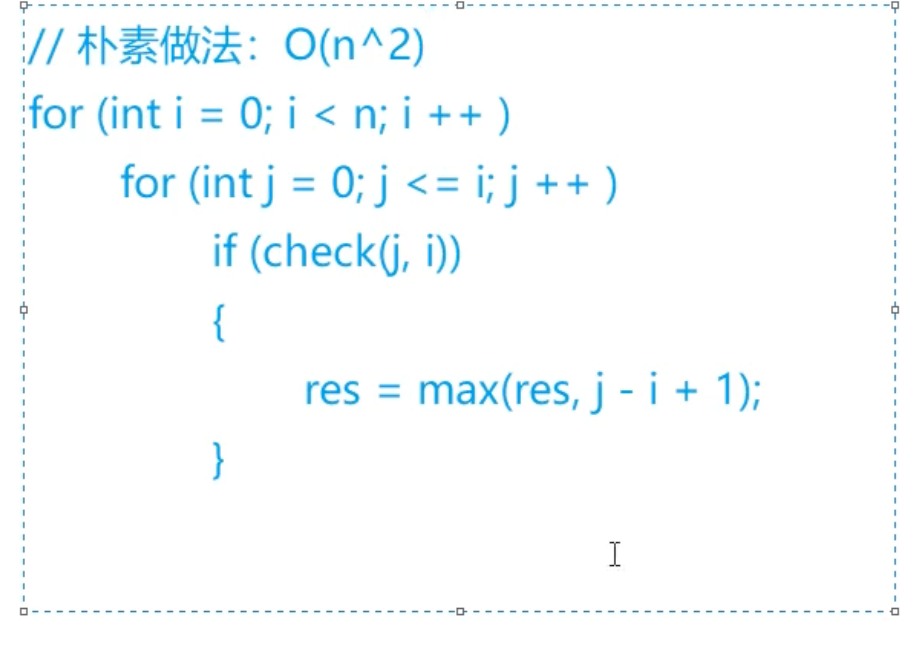 // 朴素做法：O(n^2)
for (int i = 0; i < n; i ++ )
for (int j = 0; j <= i; j ++ )
if (check(j, i))
{
res = max(res, j - i + 1);
}